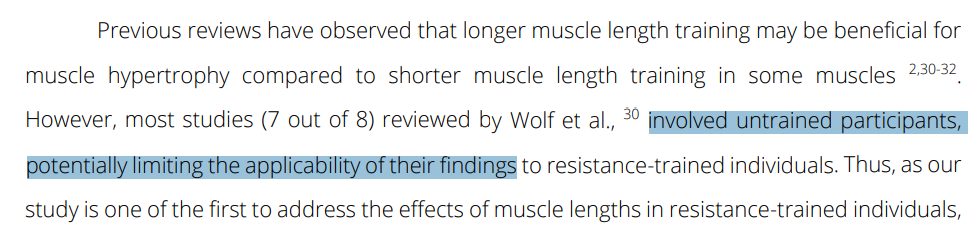 Previous reviews have observed that longer muscle length training may be beneficial for
muscle hypertrophy compared to shorter muscle length training in some muscles 2,30-32.
However, most studies (7 out of 8) reviewed by Wolf et al., 30 involved untrained participants,
potentially limiting the applicability of their findings to resistance-trained individuals. Thus, as our
study is one of the first to address the effects of muscle lengths in resistance-trained individuals,